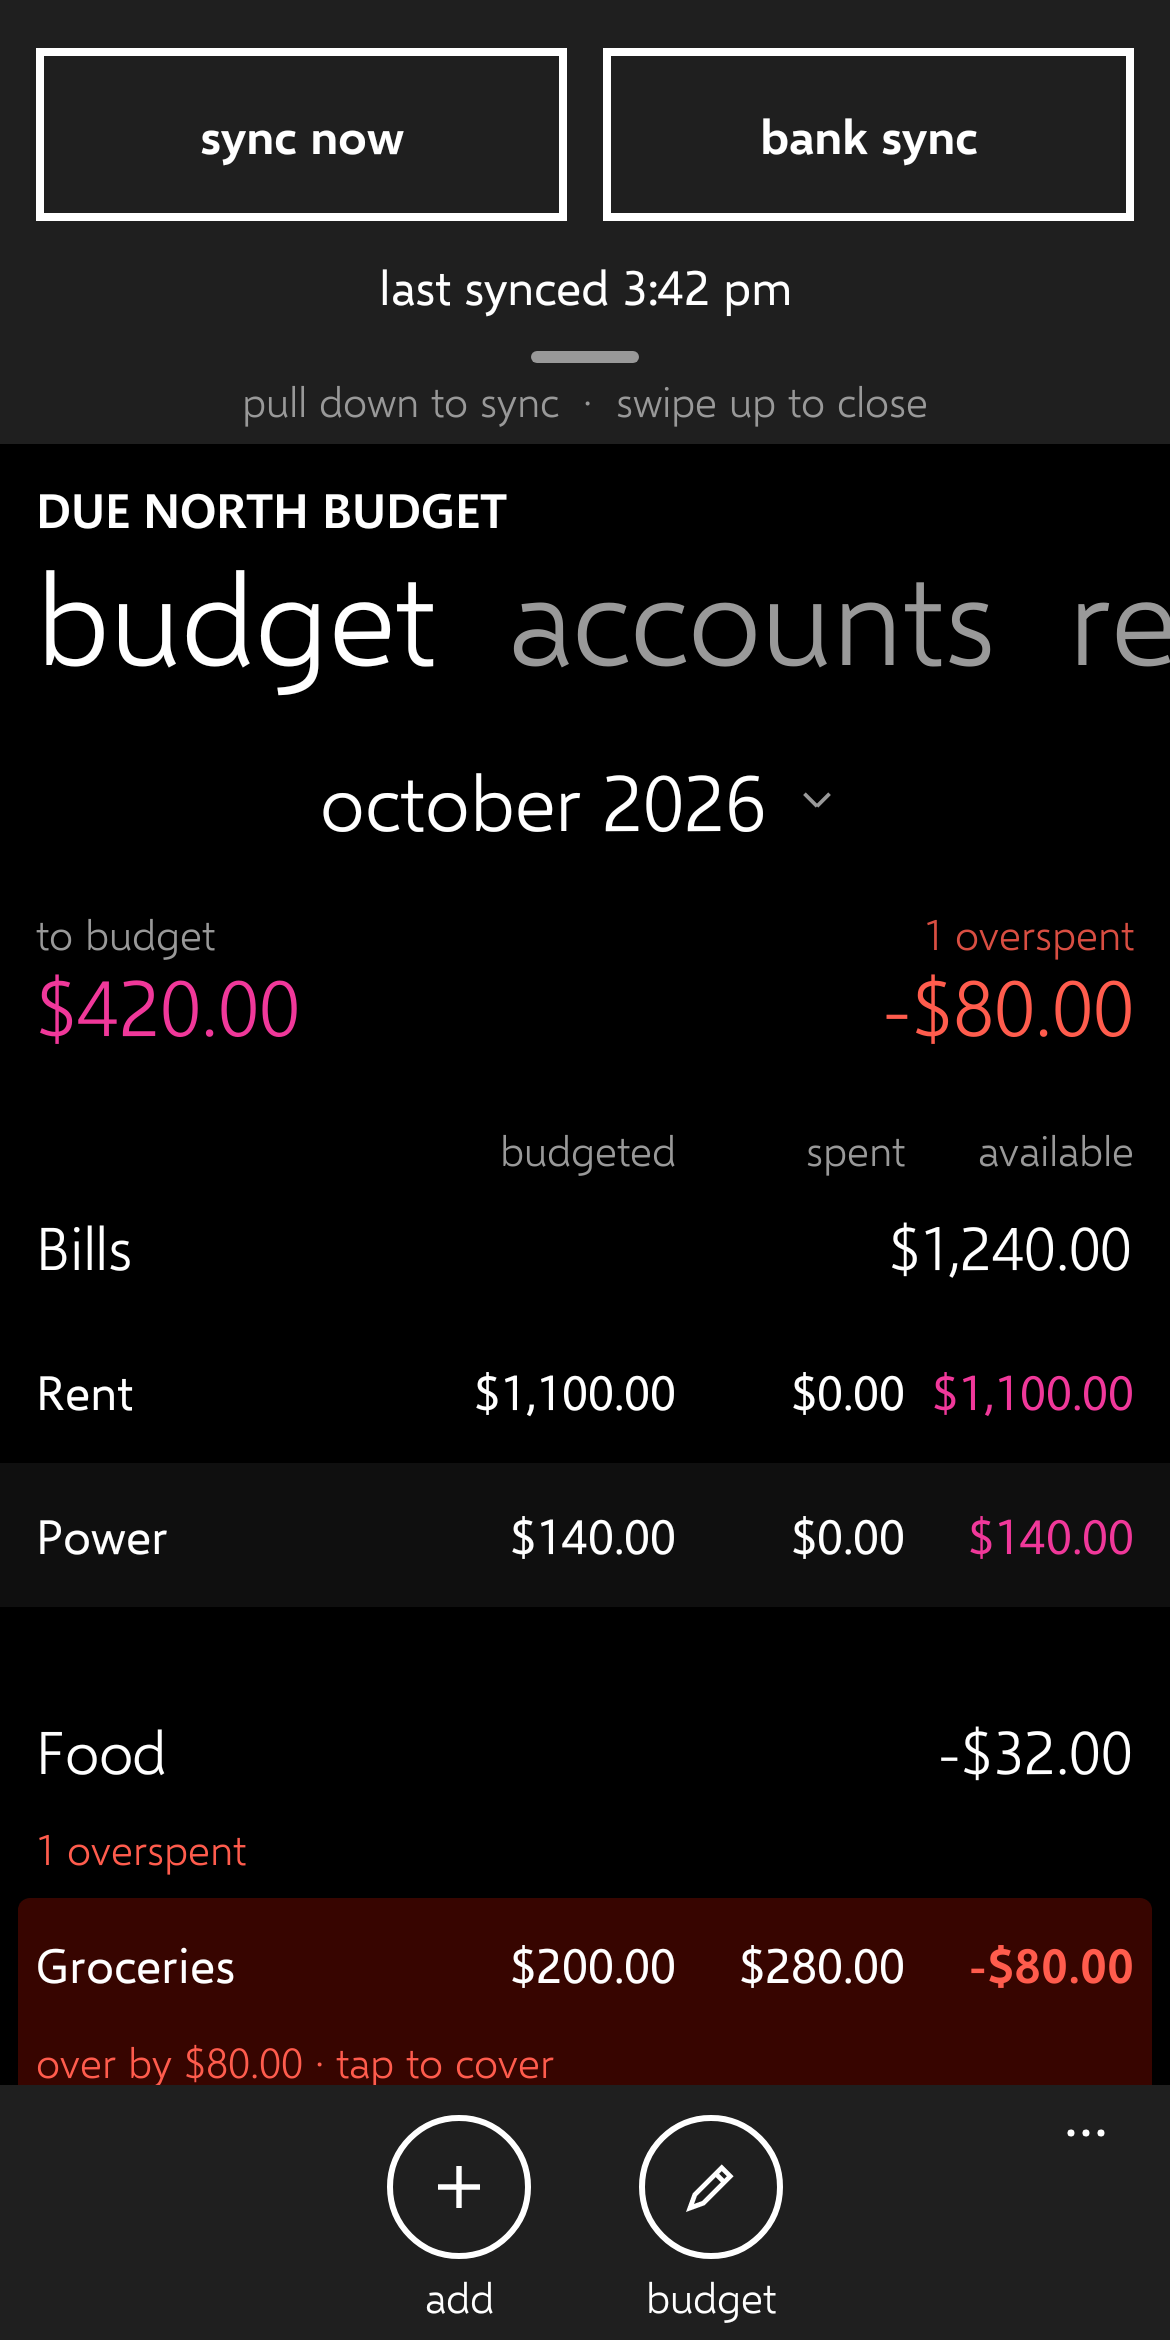 sync now
bank sync
last synced 3:42 pm
pull down to sync · swipe up to close
DUE NORTH BUDGET
budget accounts re
october 2026
to budget
1 overspent
$420.00
-$80.00
budgeted spent available
Bills $1,240.00
Rent $1,100.00 $0.00 $1,100.00
Power $140.00 $0.00 $140.00
Food -$32.00
1 overspent
Groceries $200.00 $280.00 -$80.00
over by $80.00 · tap to cover
...
add
budget